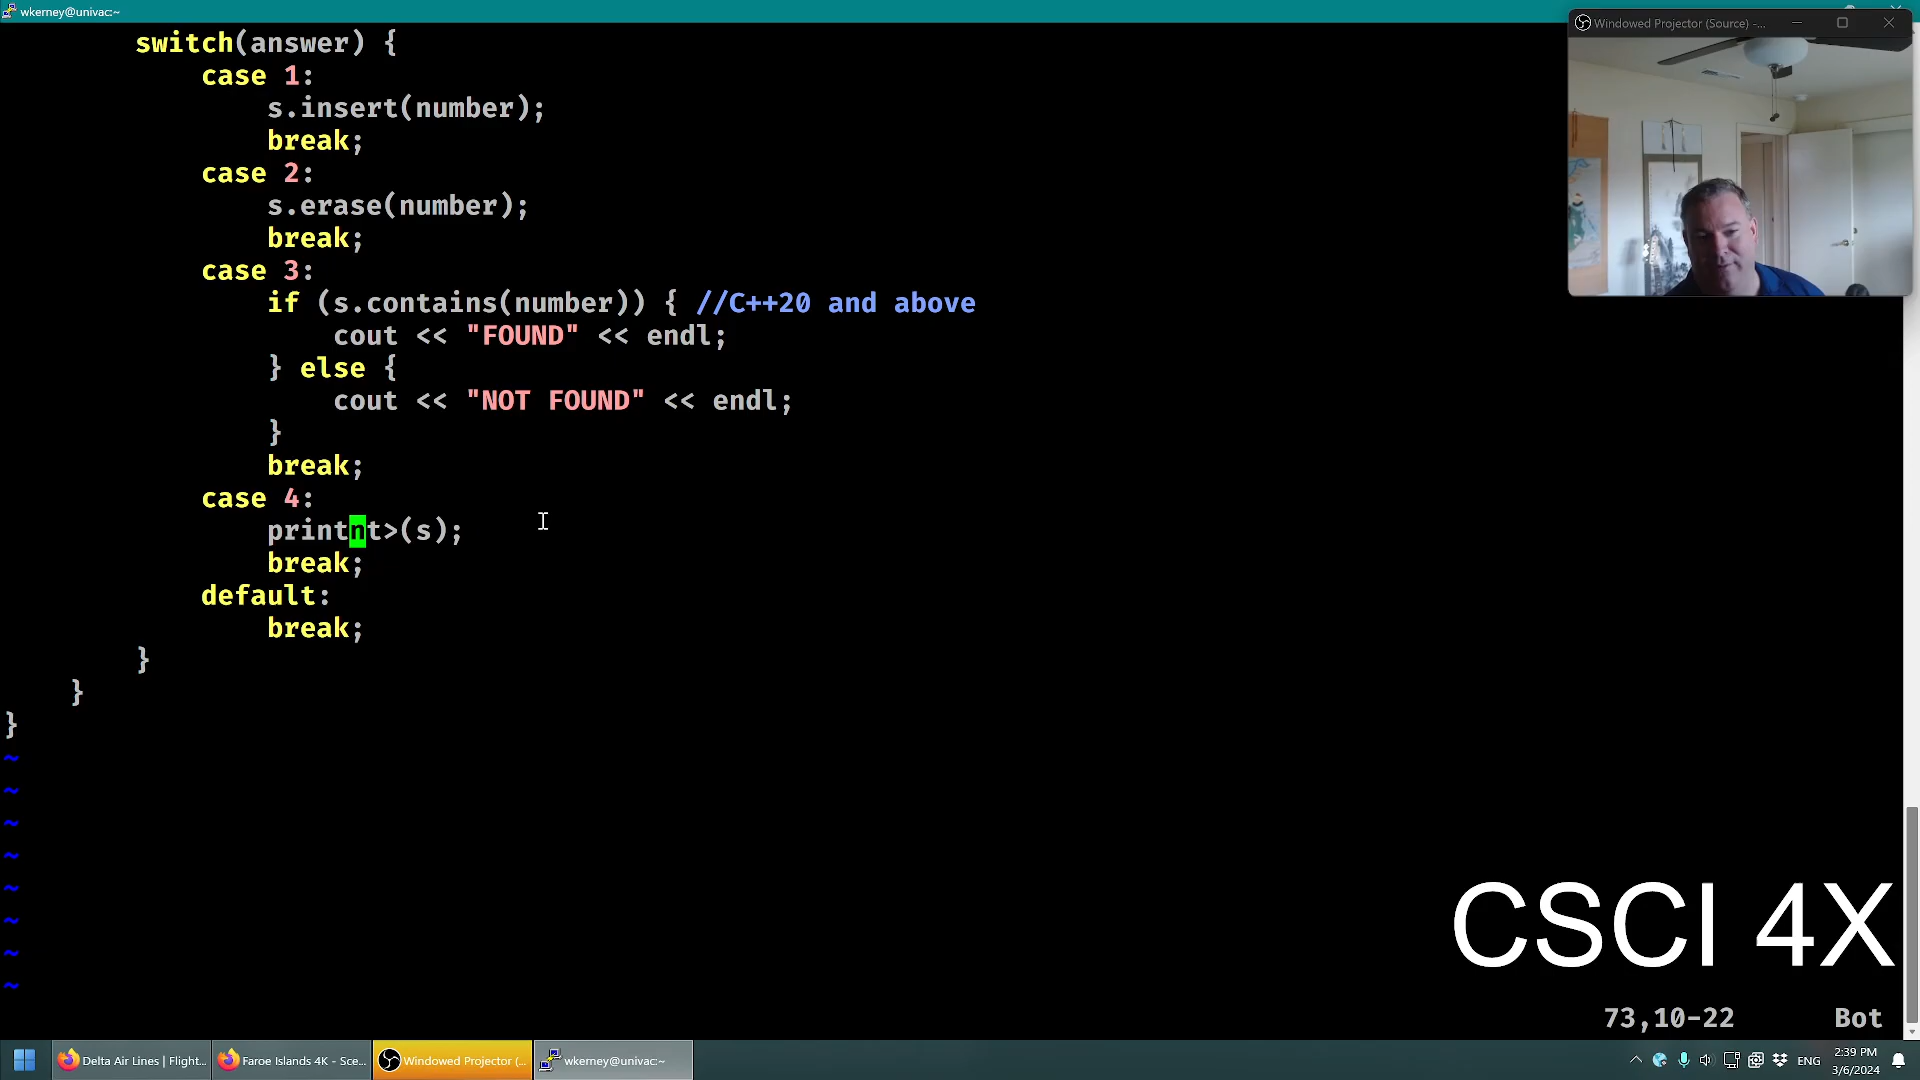 wkerney@univac:~
Windowed Projector (Source) -...
switch(answer) {
case 1:
s.insert(number);
break;
case 2:
s.erase(number);
break;
case 3:
if (s.contains(number)) { //C++20 and above
cout << "FOUND" << endl;
} else {
cout << "NOT FOUND" << endl;
}
break;
case 4:
printnt>(s);
break;
default:
break;
}
}
}
~
~
~
~
~
~
~
~
CSCI 4X
73,10-22 Bot
Delta Air Lines | Flight...
Faroe Islands 4K - Sce...
Windowed Projector (...
wkerney@univac:~
ENG
2:39 PM
3/6/2024